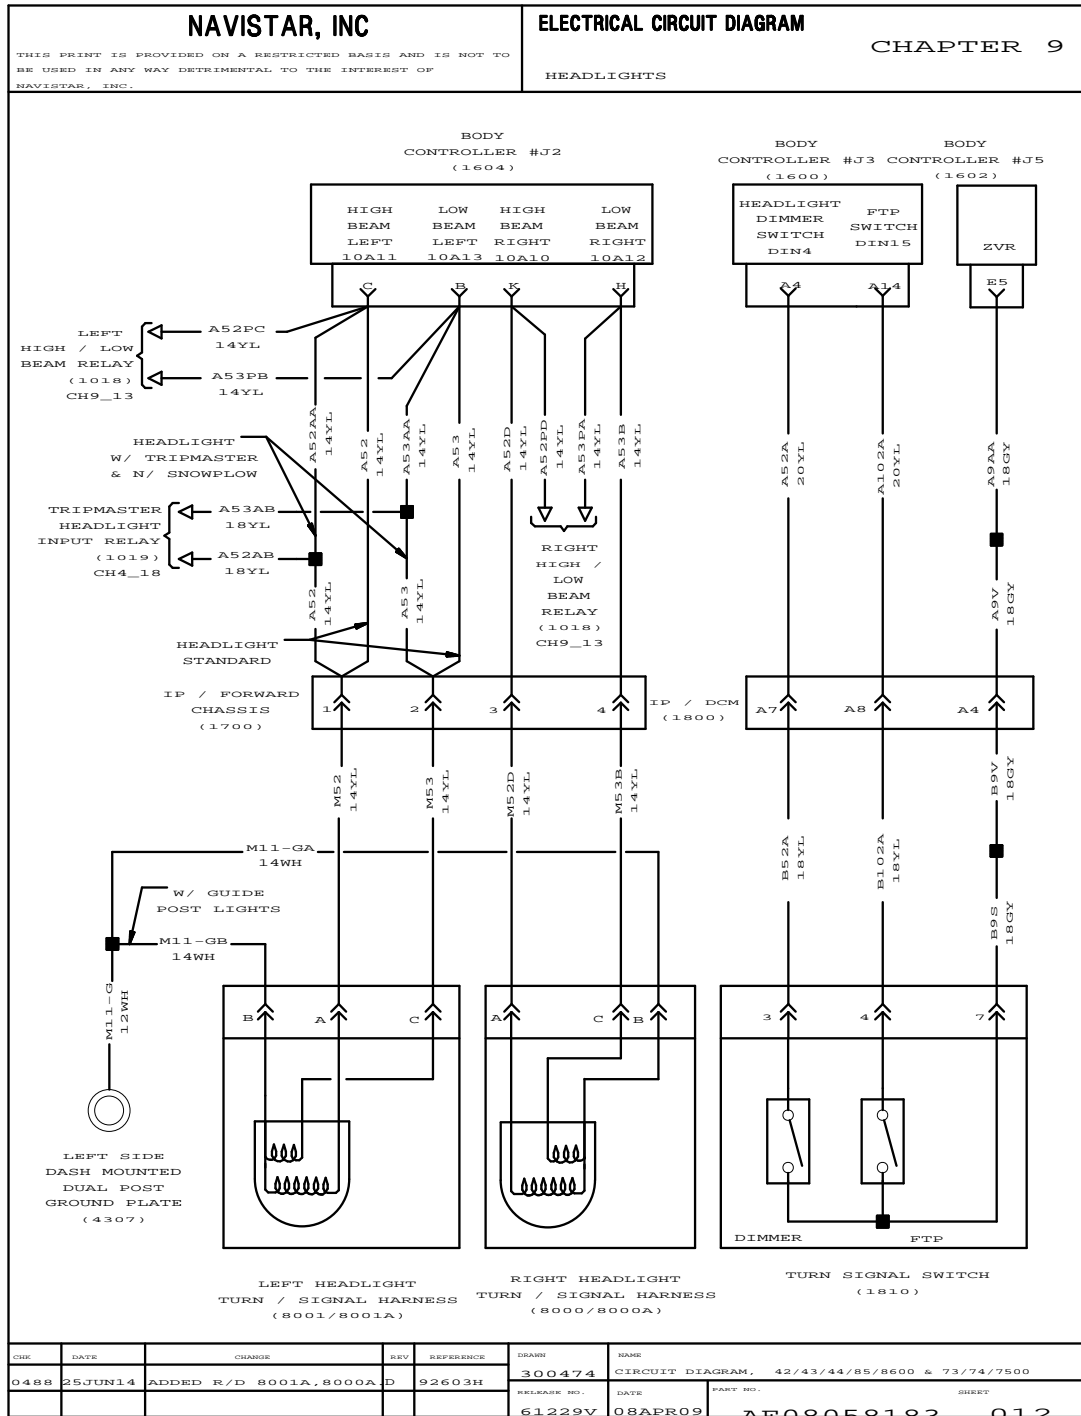 NAVISTAR, INC
THIS PRINT IS PROVIDED ON A RESTRICTED BASIS AND IS NOT TO
BE USED IN ANY WAY DETRIMENTAL TO THE INTEREST OF
NAVISTAR, INC.
ELECTRICAL CIRCUIT DIAGRAM
CHAPTER 9
HEADLIGHTS
BODY
CONTROLLER #J2
(1604)
BODY
CONTROLLER #J3
(1600)
BODY
CONTROLLER #J5
(1602)
HIGH
BEAM
LEFT
10A11
LOW
BEAM
LEFT
10A13
HIGH
BEAM
RIGHT
10A10
LOW
BEAM
RIGHT
10A12
HEADLIGHT
DIMMER
SWITCH
DIN4
FTP
SWITCH
DIN15
ZVR
C
B
K
H
A4
A14
E5
LEFT
HIGH / LOW
BEAM RELAY
(1018)
CH9_13
A52PC
14YL
A53PB
14YL
HEADLIGHT
W/ TRIPMASTER
& N/ SNOWPLOW
A52AA
14YL
A52
14YL
A53AA
14YL
A53
14YL
A52D
14YL
A52PD
14YL
A53PA
14YL
A53B
14YL
A52A
20YL
A102A
20YL
A9AA
18GY
TRIPMASTER
HEADLIGHT
INPUT RELAY
(1019)
CH4_18
A53AB
18YL
A52AB
18YL
RIGHT
HIGH /
LOW
BEAM
RELAY
(1018)
CH9_13
A52
14YL
A53
14YL
A9V
18GY
HEADLIGHT
STANDARD
IP / FORWARD
CHASSIS
(1700)
1
2
3
4
IP / DCM
(1800)
A7
A8
A4
M52
14YL
M53
14YL
M52D
14YL
M53B
14YL
B9V
18GY
M11-GA
14WH
B52A
18YL
B102A
18YL
W/ GUIDE
POST LIGHTS
B9S
18GY
M11-GB
14WH
M11-G
12WH
B
A
C
A
C
B
3
4
7
LEFT SIDE
DASH MOUNTED
DUAL POST
GROUND PLATE
(4307)
DIMMER
FTP
LEFT HEADLIGHT
TURN / SIGNAL HARNESS
(8001/8001A)
RIGHT HEADLIGHT
TURN / SIGNAL HARNESS
(8000/8000A)
TURN SIGNAL SWITCH
(1810)
CHK DATE CHANGE REV REFERENCE
0488 25JUN14 ADDED R/D 8001A,8000A. D 92603H
DRAWN
300474
NAME
CIRCUIT DIAGRAM, 42/43/44/85/8600 & 73/74/7500
RELEASE NO.
61229V
DATE
08APR09
PART NO.
SHEET